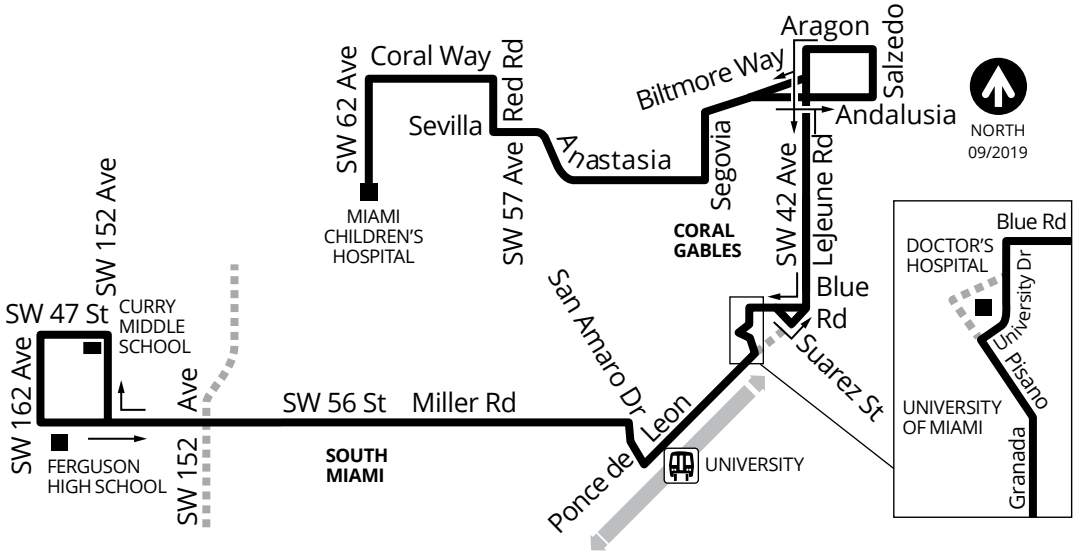 Aragon
Salzedo
Coral Way
Red Rd
SW 62 Ave
Biltmore Way
Andalusia
NORTH
09/2019
Sevilla
Anastasia
Segovia
SW 57 Ave
SW 42 Ave
LeJeune Rd
MIAMI
CHILDREN'S
HOSPITAL
CORAL
GABLES
SW 152 Ave
Blue Rd
DOCTOR'S
HOSPITAL
University Dr
Pisano
UNIVERSITY
OF MIAMI
Granada
San Amaro Dr
Blue
Rd
Suarez St
SW 47 St
CURRY
MIDDLE
SCHOOL
SW 162 Ave
SW 152 Ave
SW 56 St
Miller Rd
Ponce de Leon
UNIVERSITY
FERGUSON
HIGH SCHOOL
SOUTH
MIAMI